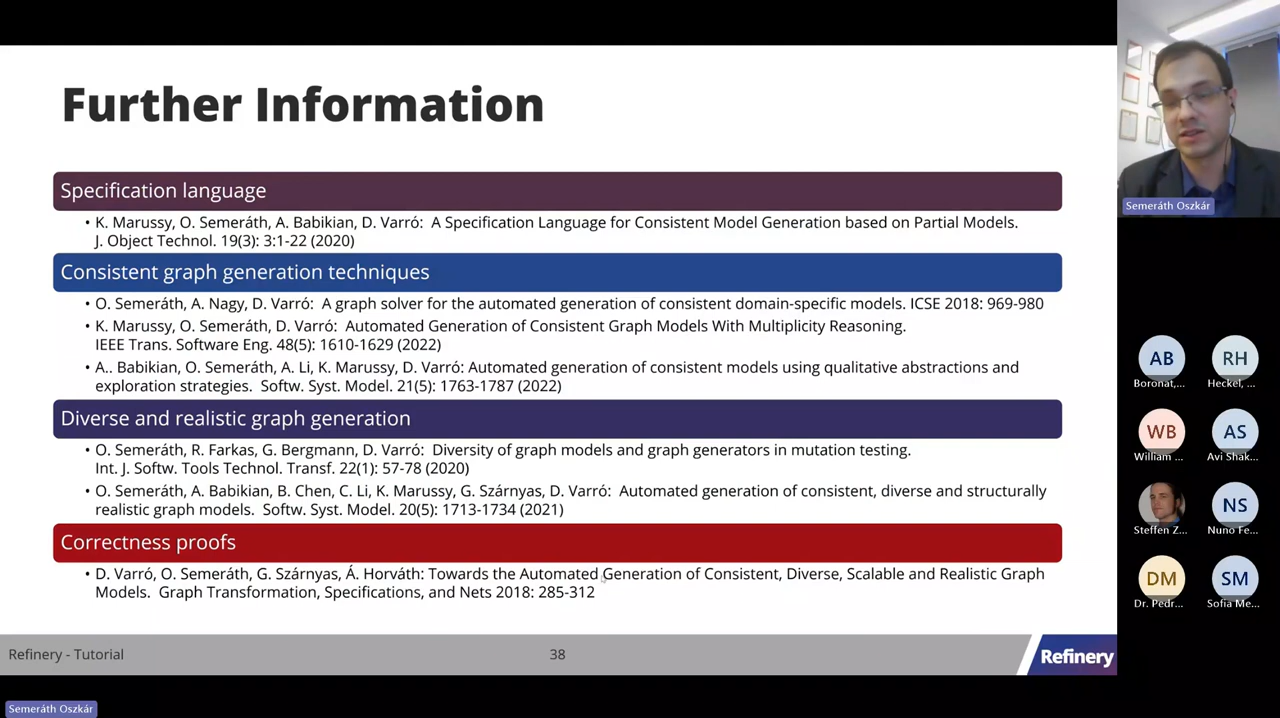 Further Information
Specification language
• K. Marussy, O. Semeráth, A. Babikian, D. Varró: A Specification Language for Consistent Model Generation based on Partial Models.
J. Object Technol. 19(3): 3:1-22 (2020)
Consistent graph generation techniques
• O. Semeráth, A. Nagy, D. Varró: A graph solver for the automated generation of consistent domain-specific models. ICSE 2018: 969-980
• K. Marussy, O. Semeráth, D. Varró: Automated Generation of Consistent Graph Models With Multiplicity Reasoning.
IEEE Trans. Software Eng. 48(5): 1610-1629 (2022)
• A.. Babikian, O. Semeráth, A. Li, K. Marussy, D. Varró: Automated generation of consistent models using qualitative abstractions and
exploration strategies. Softw. Syst. Model. 21(5): 1763-1787 (2022)
Diverse and realistic graph generation
• O. Semeráth, R. Farkas, G. Bergmann, D. Varró: Diversity of graph models and graph generators in mutation testing.
Int. J. Softw. Tools Technol. Transf. 22(1): 57-78 (2020)
• O. Semeráth, A. Babikian, B. Chen, C. Li, K. Marussy, G. Szárnyas, D. Varró: Automated generation of consistent, diverse and structurally
realistic graph models. Softw. Syst. Model. 20(5): 1713-1734 (2021)
Correctness proofs
• D. Varró, O. Semeráth, G. Szárnyas, Á. Horváth: Towards the Automated Generation of Consistent, Diverse, Scalable and Realistic Graph
Models. Graph Transformation, Specifications, and Nets 2018: 285-312
Refinery - Tutorial
38
Refinery
Semeráth Oszkár
Semeráth Oszkár
AB
RH
Boronat,...
Heckel, ...
WB
AS
William ...
Avi Shak...
NS
Steffen Z...
Nuno Fe...
DM
SM
Dr. Pedr...
Sofia Me...